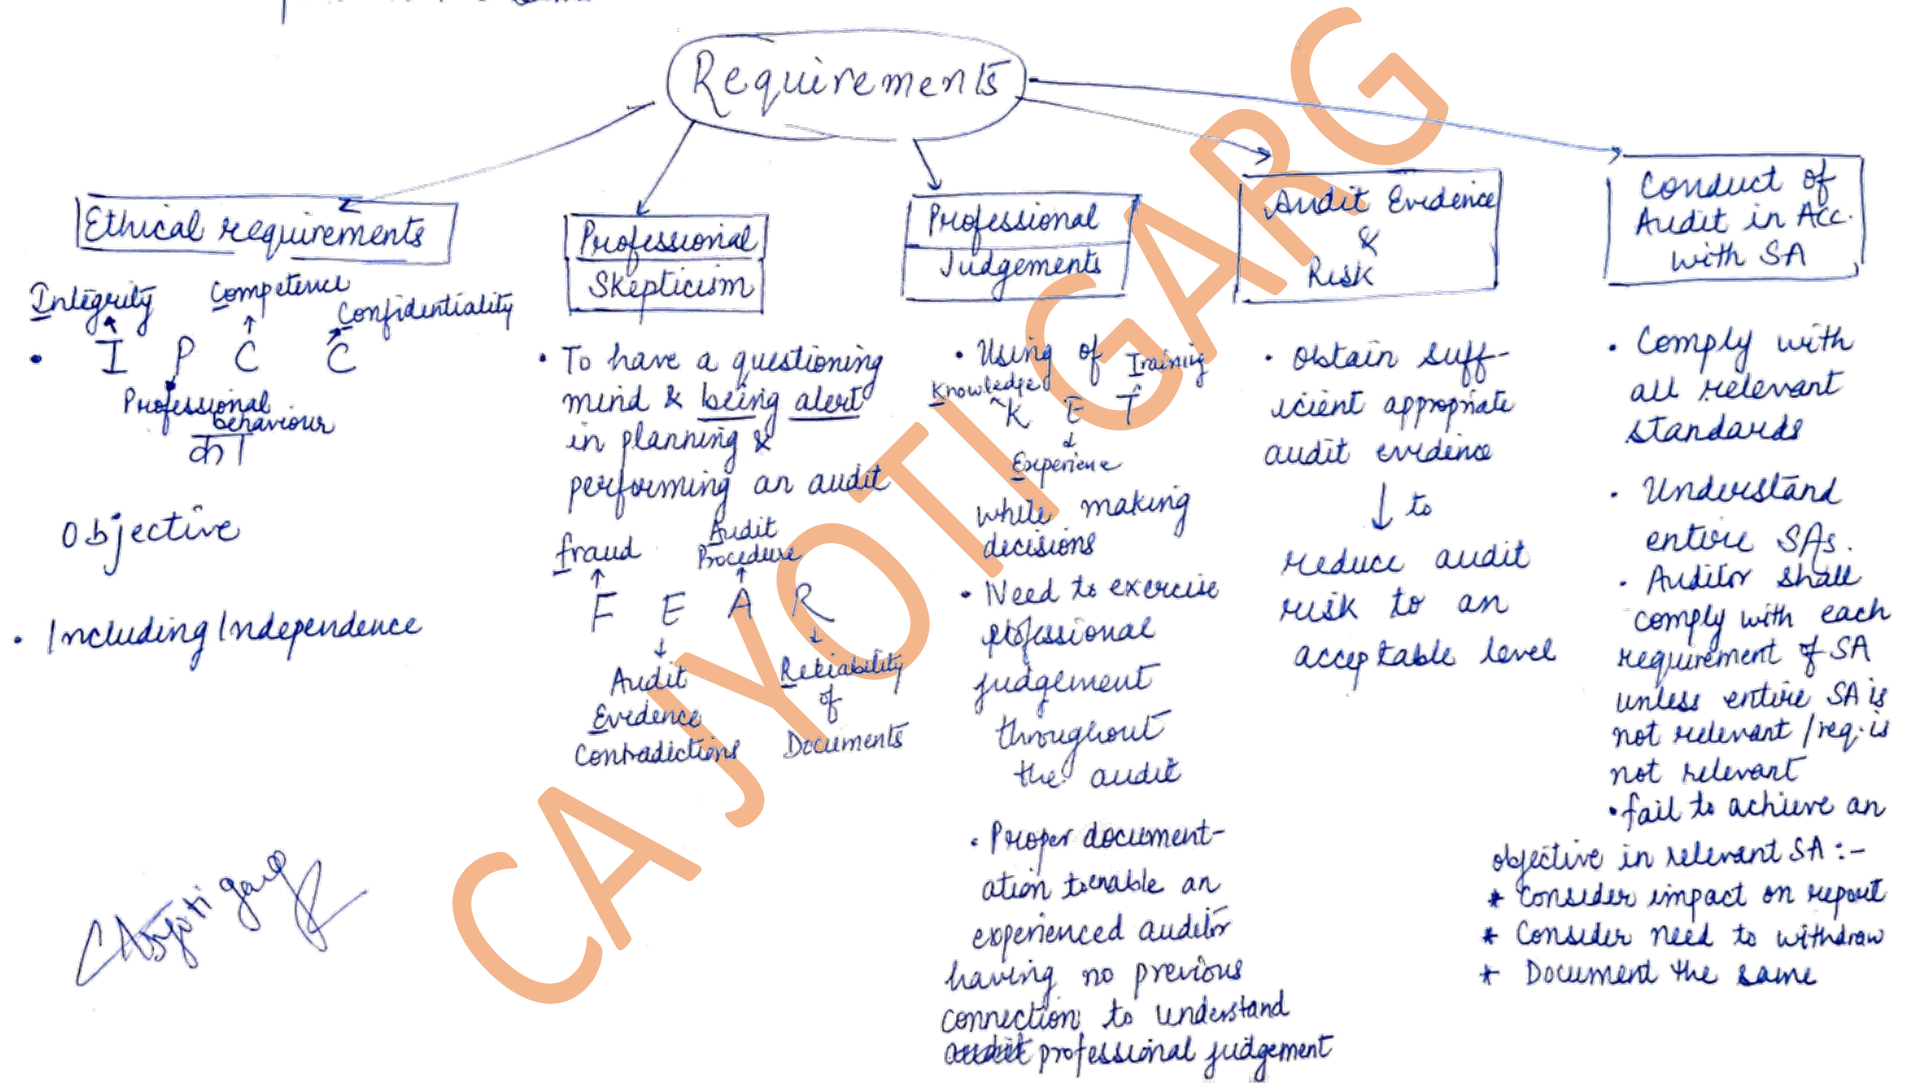 Requirements
Ethical requirements
Integrity
Competence
Confidentiality
• I P C C
Professional
behaviour
का
Objective
• Including Independence
Professional
Skepticism
• To have a questioning
mind & being alert
in planning &
performing an audit
fraud
Audit
Procedure
F E A R
Audit
Evidence
Contradictions
Reliability
of
Documents
Professional
Judgements
• Using of Training
Knowledge
K E T
Experience
while making
decisions
• Need to exercise
professional
judgement
throughout
the audit
• Proper document-
ation to enable an
experienced auditor
having no previous
connection to understand
audit professional judgement
Audit Evidence
&
Risk
• obtain suff-
icient appropriate
audit evidence
↓ to
reduce audit
risk to an
acceptable level
Conduct of
Audit in Acc.
with SA
• Comply with
all relevant
standards
• Understand
entire SAs.
• Auditor shall
comply with each
requirement of SA
unless entire SA is
not relevant / req. is
not relevant
• fail to achieve an
objective in relevant SA :-
* Consider impact on report
* Consider need to withdraw
* Document the same
CA Jyoti garg
CA JYOTI GARG